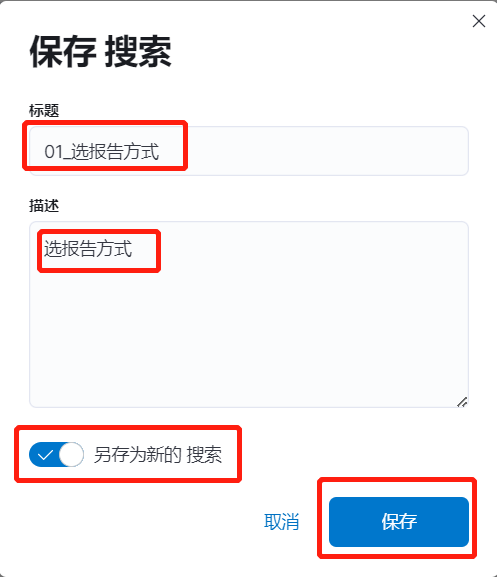 保存 搜索
标题
01_选报告方式
描述
选报告方式
另存为新的 搜索
取消
保存